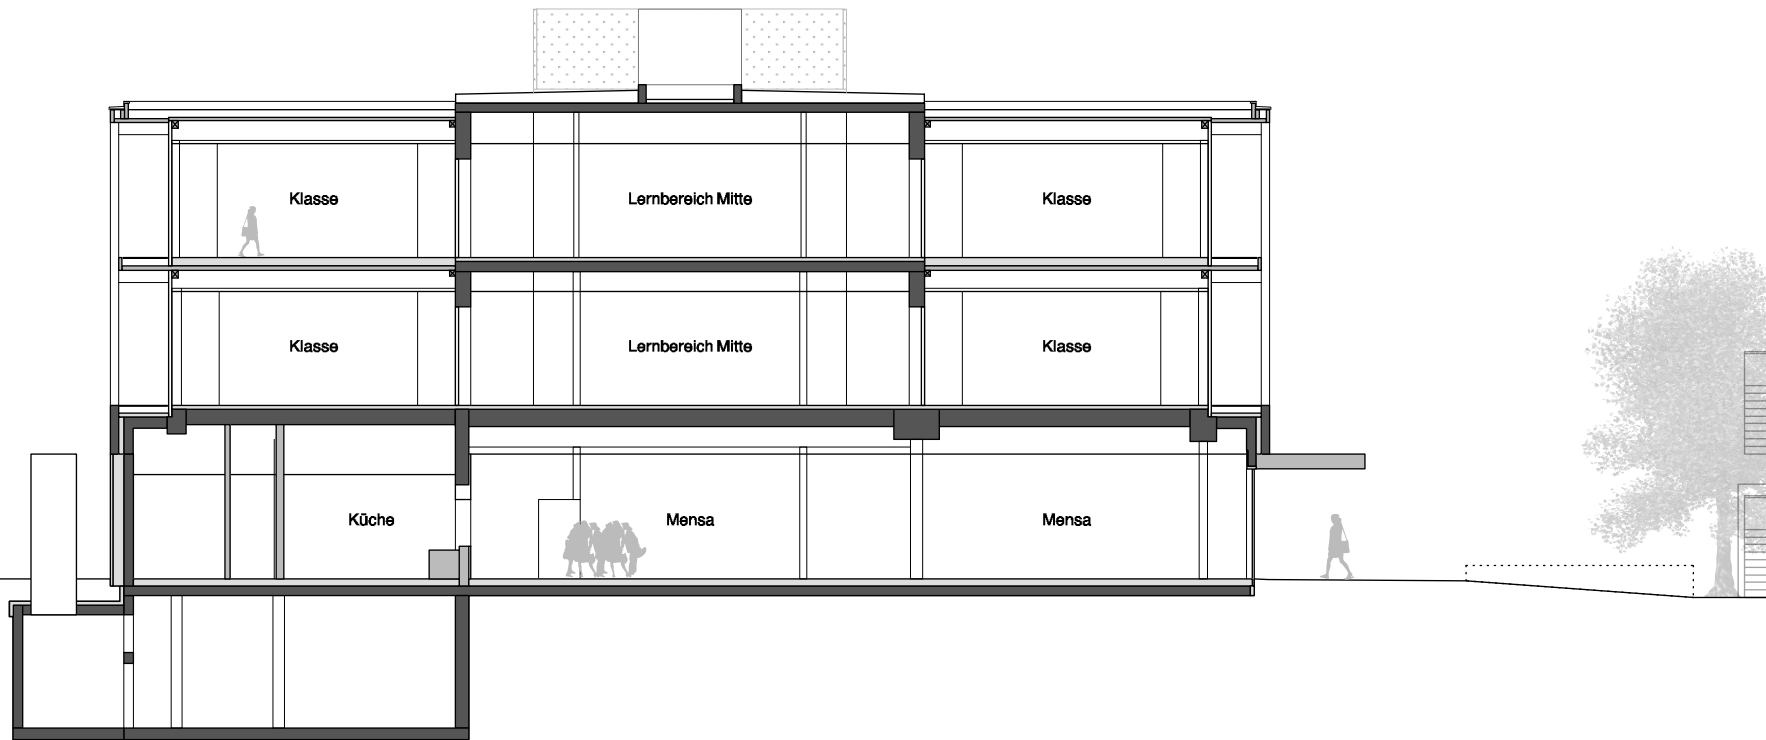 Klasse
Lernbereich Mitte
Klasse
Klasse
Lernbereich Mitte
Klasse
Küche
Mensa
Mensa